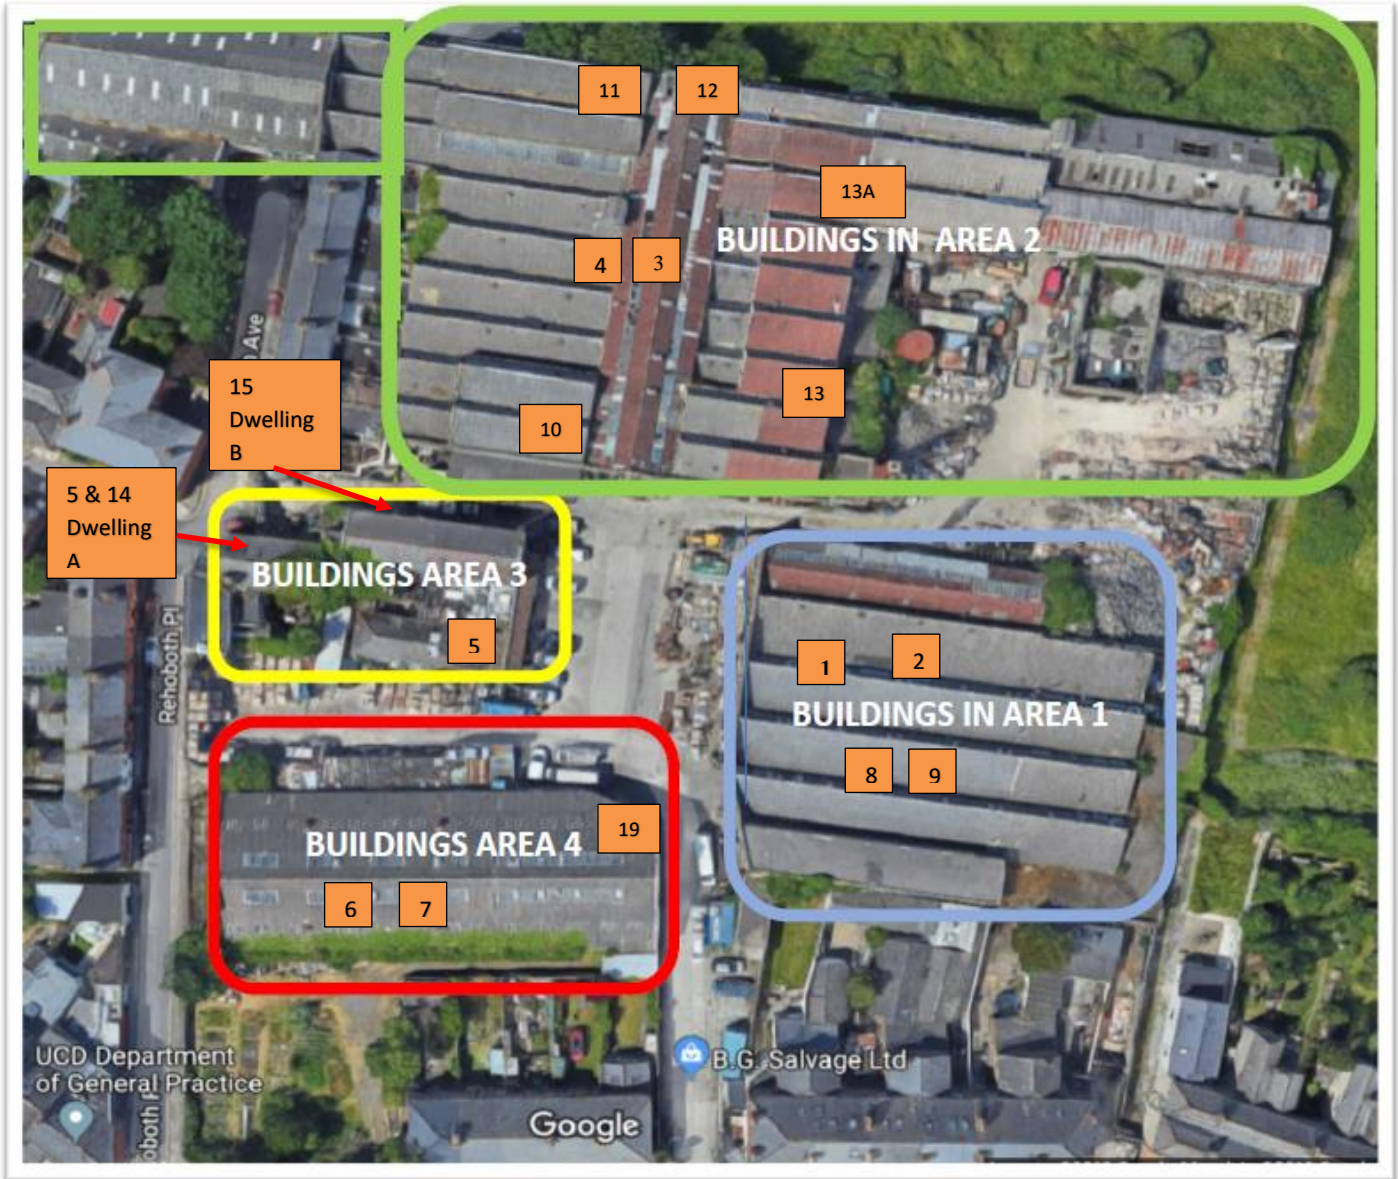 11
12
13A
BUILDINGS IN AREA 2
4
3
Ave
15
Dwelling
B
13
10
5 & 14
Dwelling
A
BUILDINGS AREA 3
5
Rehoboth Pl
1
2
BUILDINGS IN AREA 1
8
9
19
BUILDINGS AREA 4
6
7
UCD Department
of General Practice
B.G. Salvage Ltd
Google